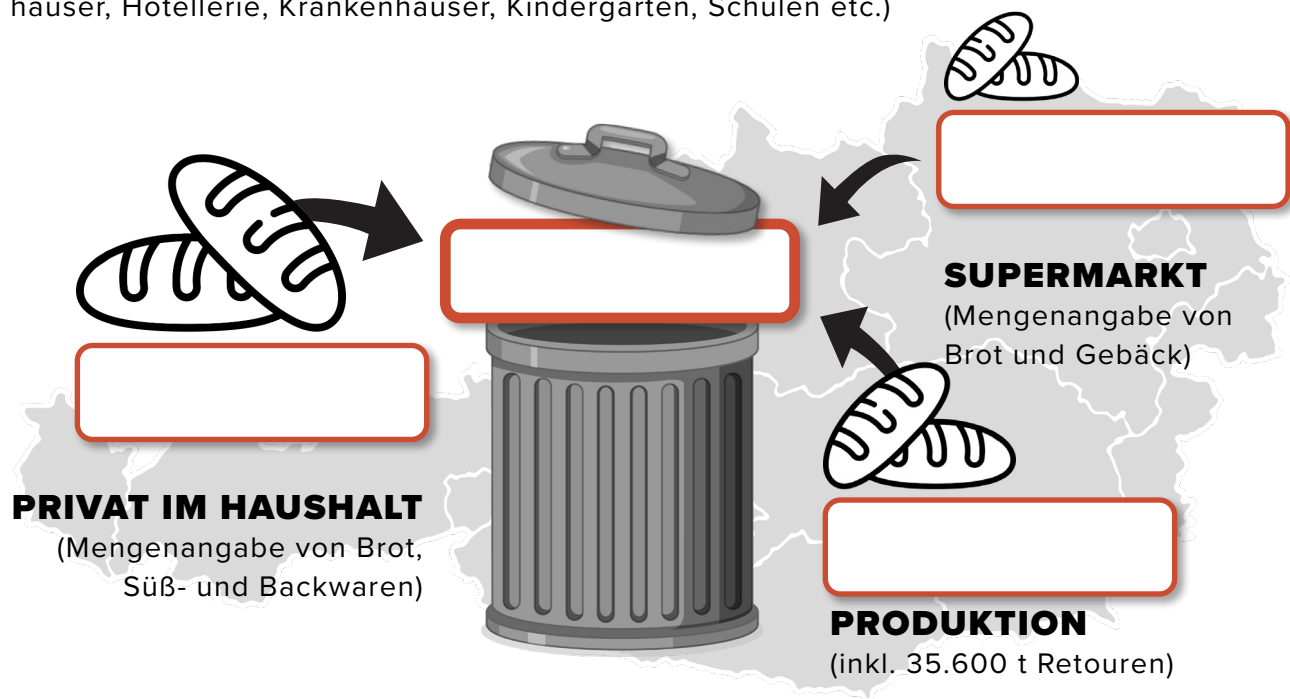 häuser, Hotellerie, Krankenhäuser, Kindergärten, Schulen etc.)
SUPERMARKT
(Mengenangabe von
Brot und Gebäck)
PRIVAT IM HAUSHALT
(Mengenangabe von Brot,
Süß- und Backwaren)
PRODUKTION
(inkl. 35.600 t Retouren)